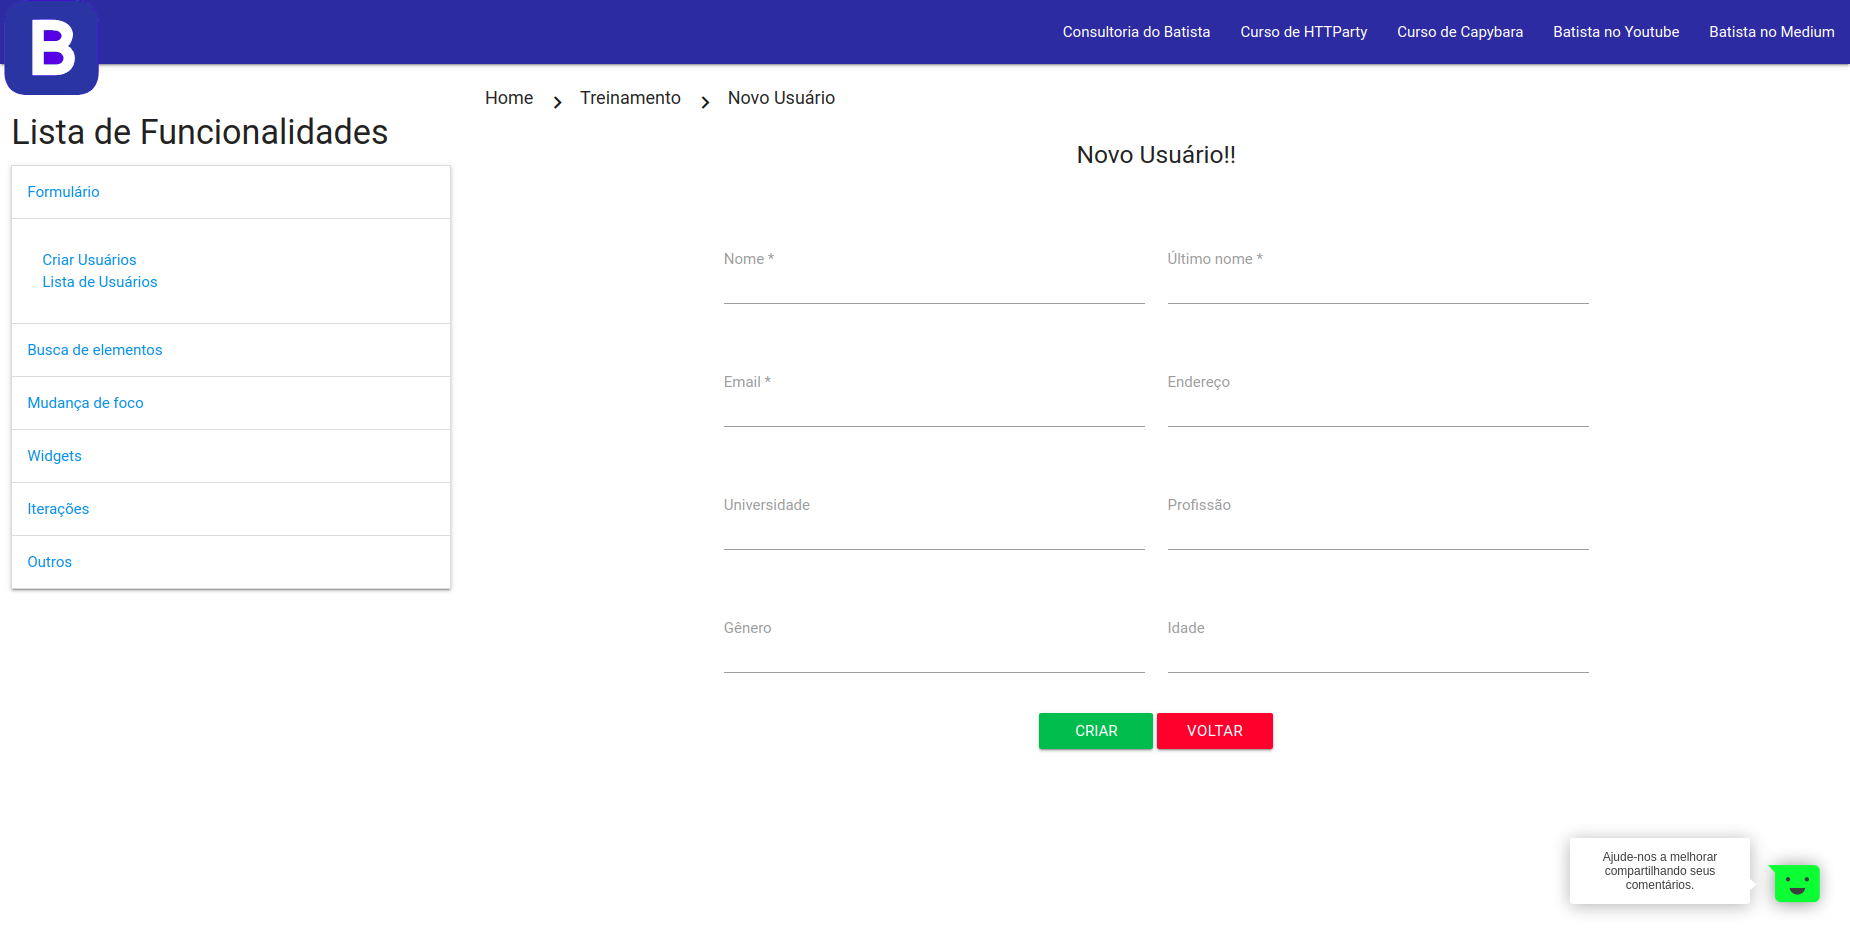 B
Consultoria do Batista
Curso de HTTParty
Curso de Capybara
Batista no Youtube
Batista no Medium
Home
Treinamento
Novo Usuário
Lista de Funcionalidades
Formulário
Criar Usuários
Lista de Usuários
Busca de elementos
Mudança de foco
Widgets
Iterações
Outros
Novo Usuário!!
Nome *
Último nome *
Email *
Endereço
Universidade
Profissão
Gênero
Idade
CRIAR
VOLTAR
Ajude-nos a melhorar
compartilhando seus
comentários.